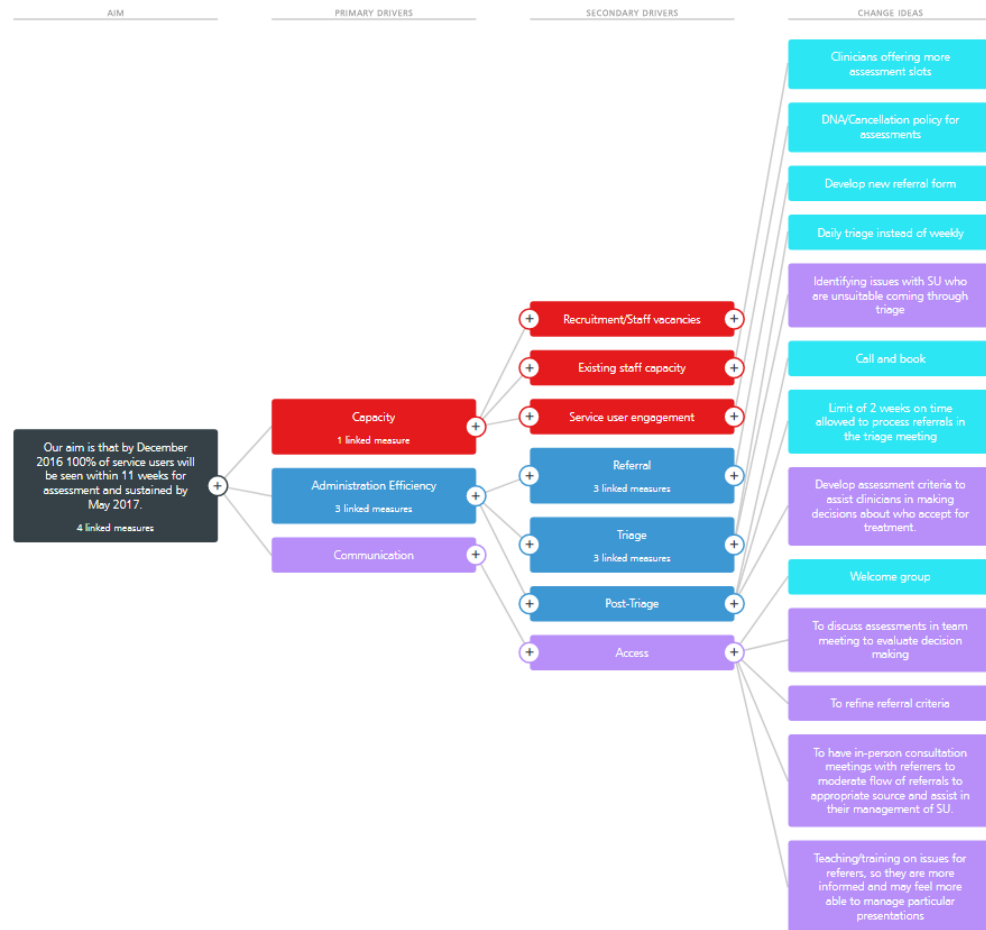 AIM
PRIMARY DRIVERS
SECONDARY DRIVERS
CHANGE IDEAS
Our aim is that by December
2016 100% of service users will
be seen within 11 weeks for
assessment and sustained by
May 2017.
4 linked measures
Capacity
1 linked measure
Administration Efficiency
3 linked measures
Communication
Recruitment/Staff vacancies
Existing staff capacity
Service user engagement
Referral
3 linked measures
Triage
3 linked measures
Post-Triage
Access
Clinicians offering more
assessment slots
DNA/Cancellation policy for
assessments
Develop new referral form
Daily triage instead of weekly
Identifying issues with SU who
are unsuitable coming through
triage
Call and book
Limit of 2 weeks on time
allowed to process referrals in
the triage meeting
Develop assessment criteria to
assist clinicians in making
decisions about who accept for
treatment.
Welcome group
To discuss assessments in team
meeting to evaluate decision
making
To refine referral criteria
To have in-person consultation
meetings with referrers to
moderate flow of referrals to
appropriate source and assist in
their management of SU.
Teaching/training on issues for
referers, so they are more
informed and may feel more
able to manage particular
presentations